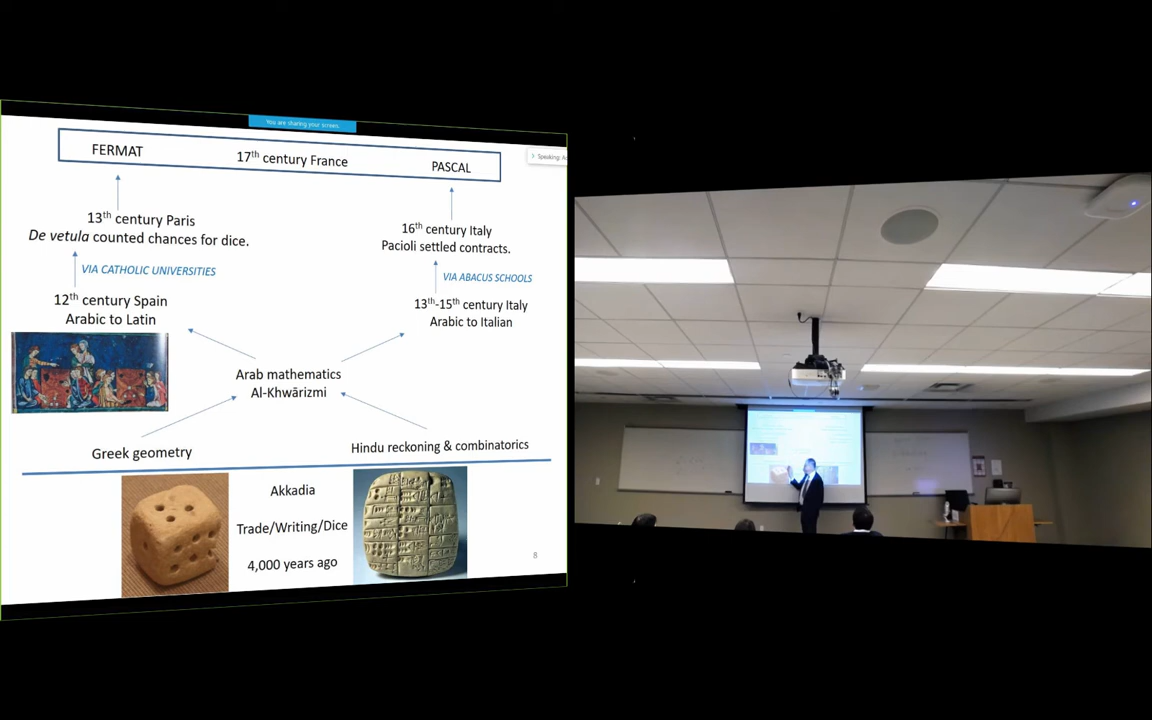 You are sharing your screen.
Speaking:
FERMAT
17th century France
PASCAL
13th century Paris
De vetula counted chances for dice.
16th century Italy
Pacioli settled contracts.
VIA CATHOLIC UNIVERSITIES
VIA ABACUS SCHOOLS
12th century Spain
Arabic to Latin
13th-15th century Italy
Arabic to Italian
Arab mathematics
Al-Khwārizmi
Greek geometry
Hindu reckoning & combinatorics
Akkadia
Trade/Writing/Dice
4,000 years ago
8